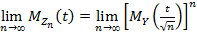 lim_{n→∞} M_{Z_n}(t) = lim_{n→∞} [M_Y(t/√n)]^n